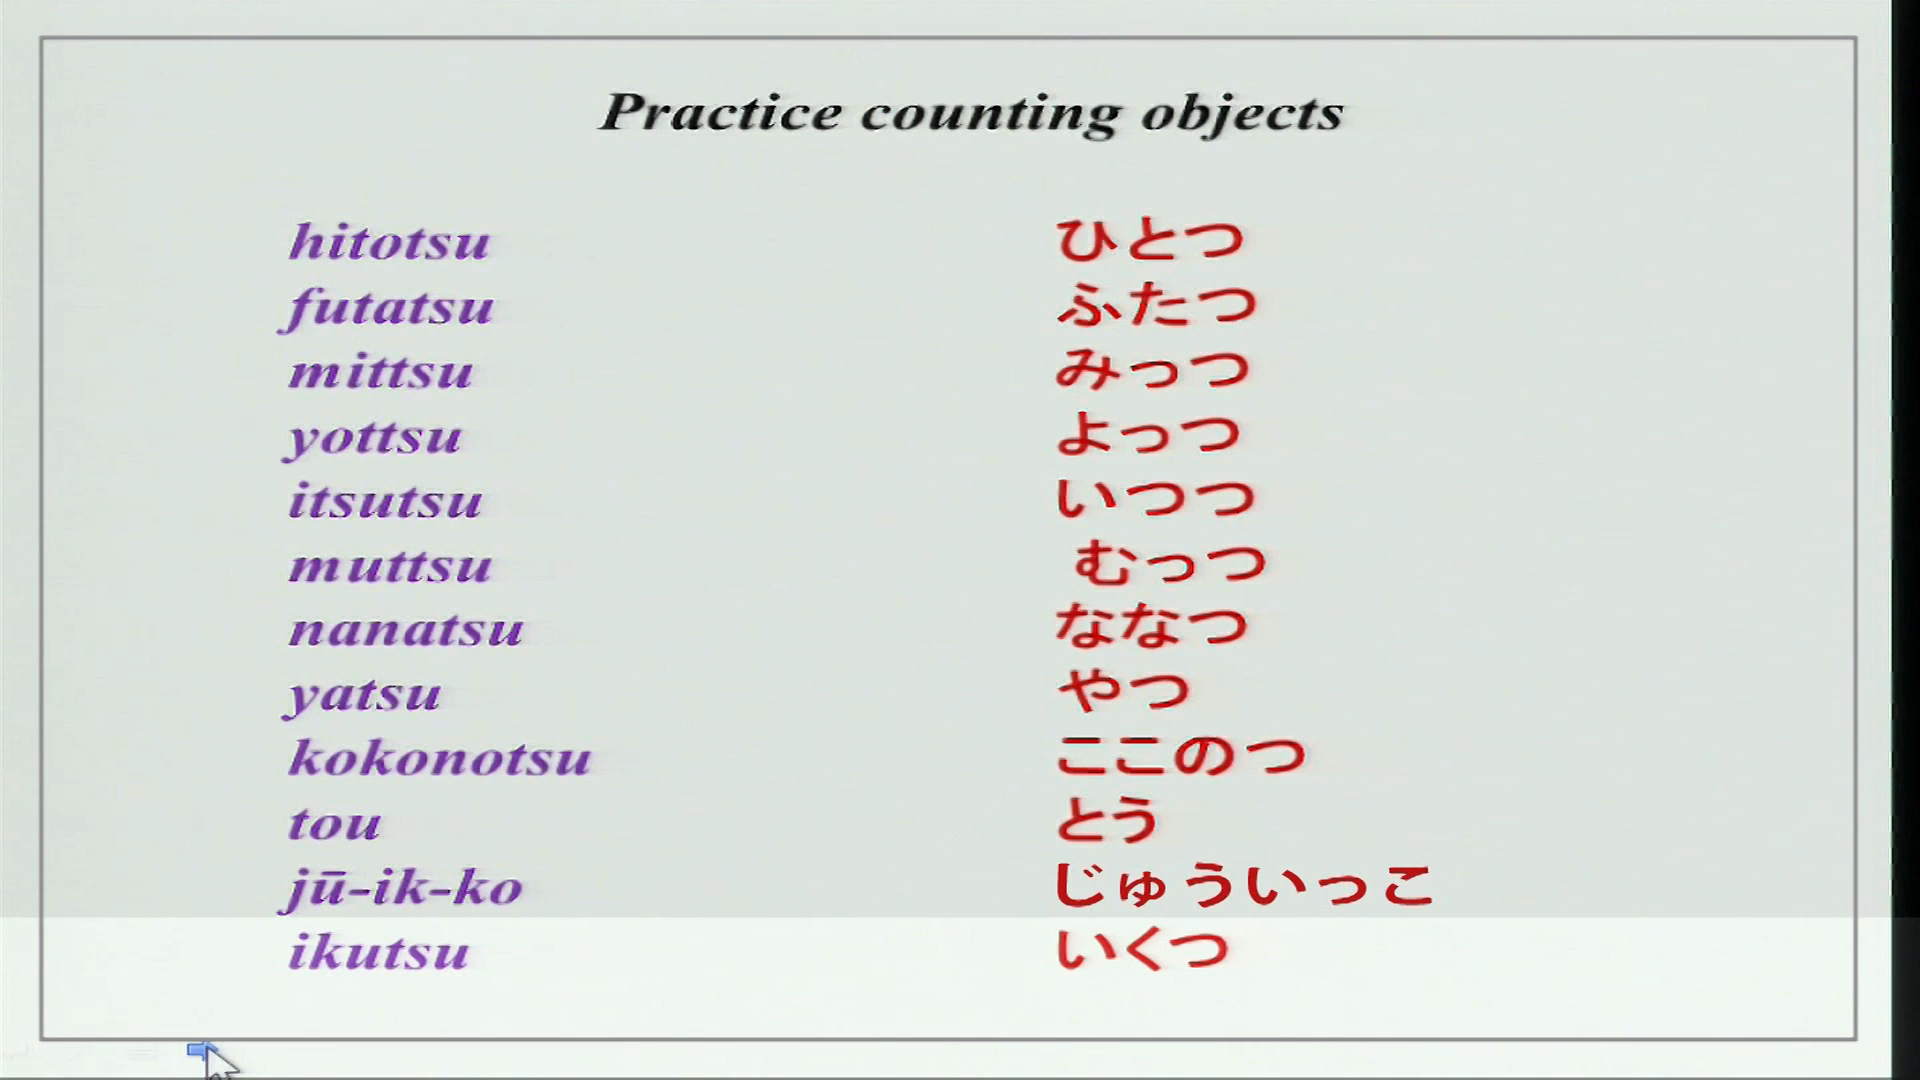 Practice counting objects
hitotsu ひとつ
futatsu ふたつ
mittsu みっつ
yottsu よっつ
itsutsu いつつ
muttsu むっつ
nanatsu ななつ
yatsu やつ
kokonotsu ここのつ
tou とう
jū-ik-ko じゅういっこ
ikutsu いくつ